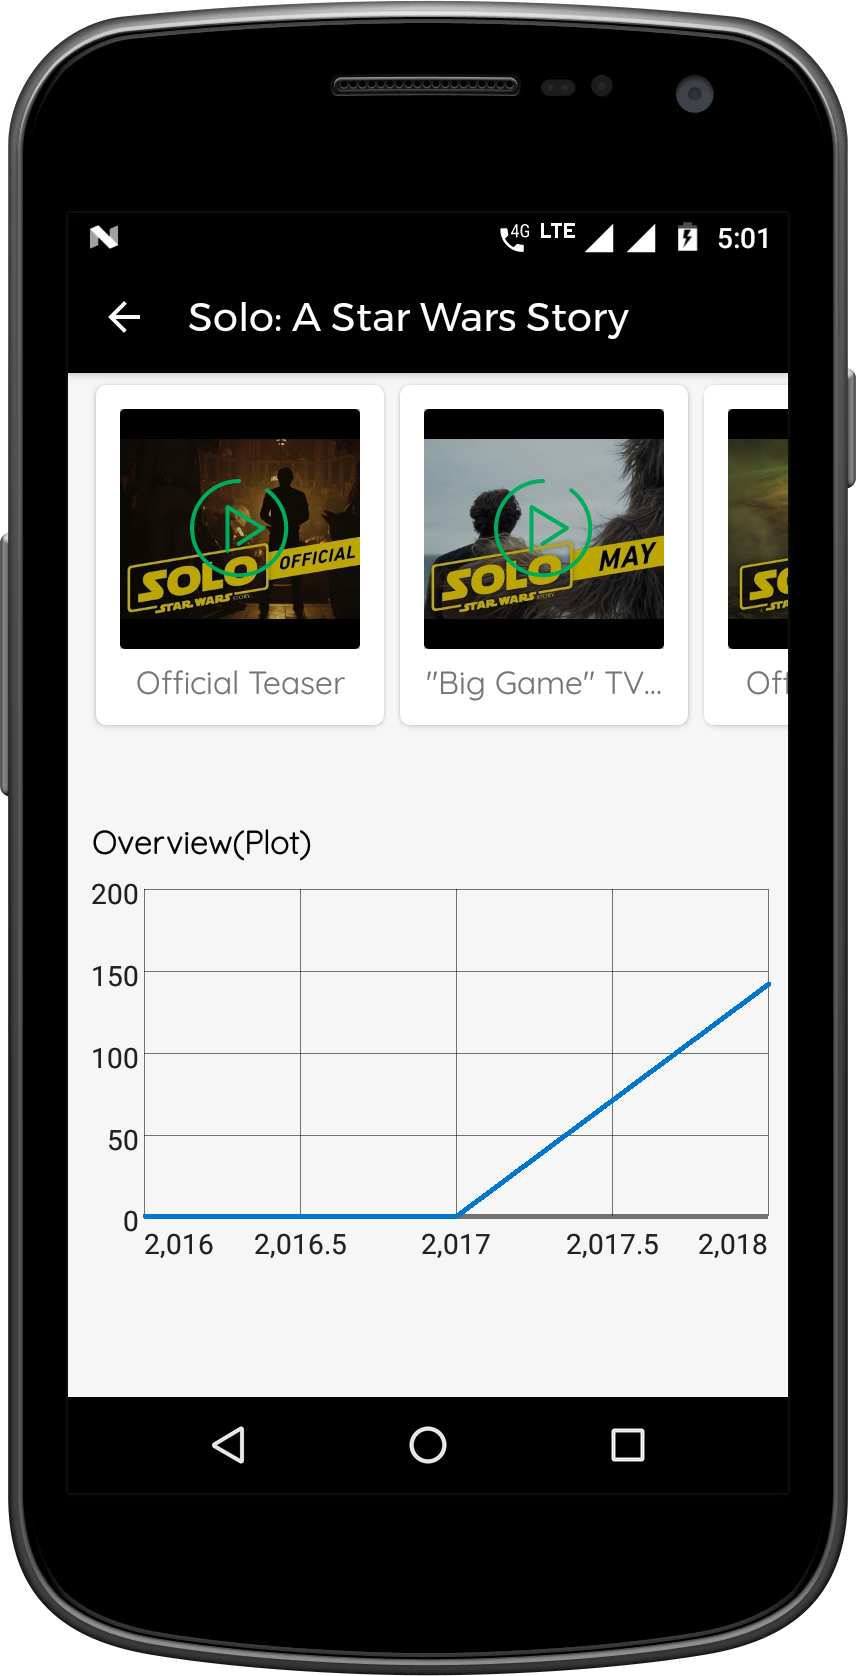 4G LTE 5:01
Solo: A Star Wars Story
SOLO OFFICIAL
STAR WARS STORY
SOLO MAY
STAR WARS STORY
Official Teaser
"Big Game" TV...
Off
Overview(Plot)
200
150
100
50
0
2,016 2,016.5 2,017 2,017.5 2,018